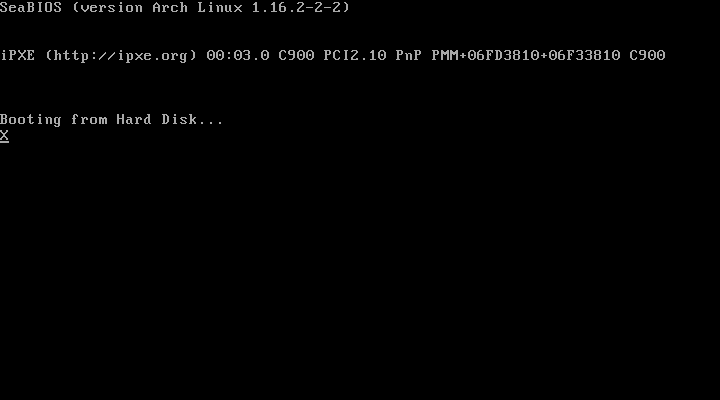 SeaBIOS (version Arch Linux 1.16.2-2-2)
iPXE (http://ipxe.org) 00:03.0 C900 PCI2.10 PnP PMM+06FD3810+06F33810 C900
Booting from Hard Disk...
X